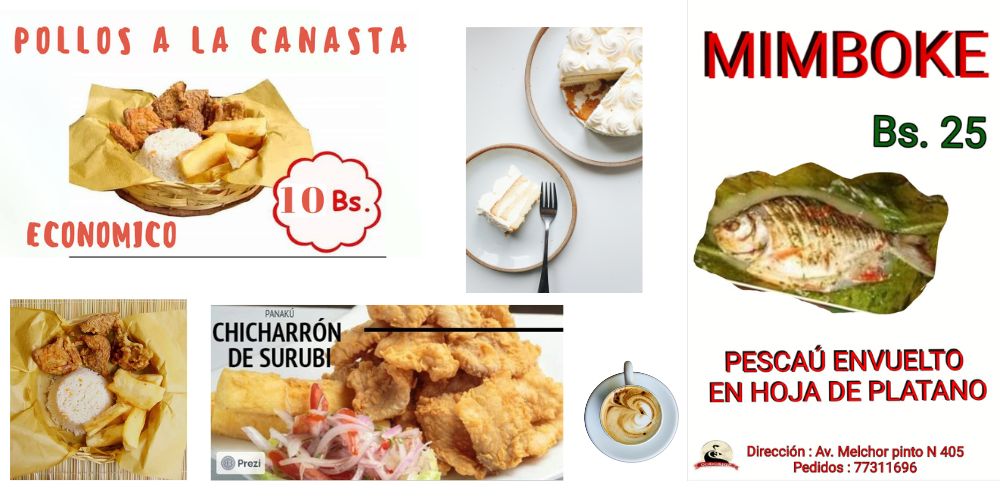 POLLOS A LA CANASTA
10 Bs.
ECONOMICO
PANAKÚ
CHICHARRÓN
DE SURUBI
Prezi
MIMBOKE
Bs. 25
PESCAÚ ENVUELTO
EN HOJA DE PLATANO
Dirección : Av. Melchor pinto N 405
Pedidos : 77311696